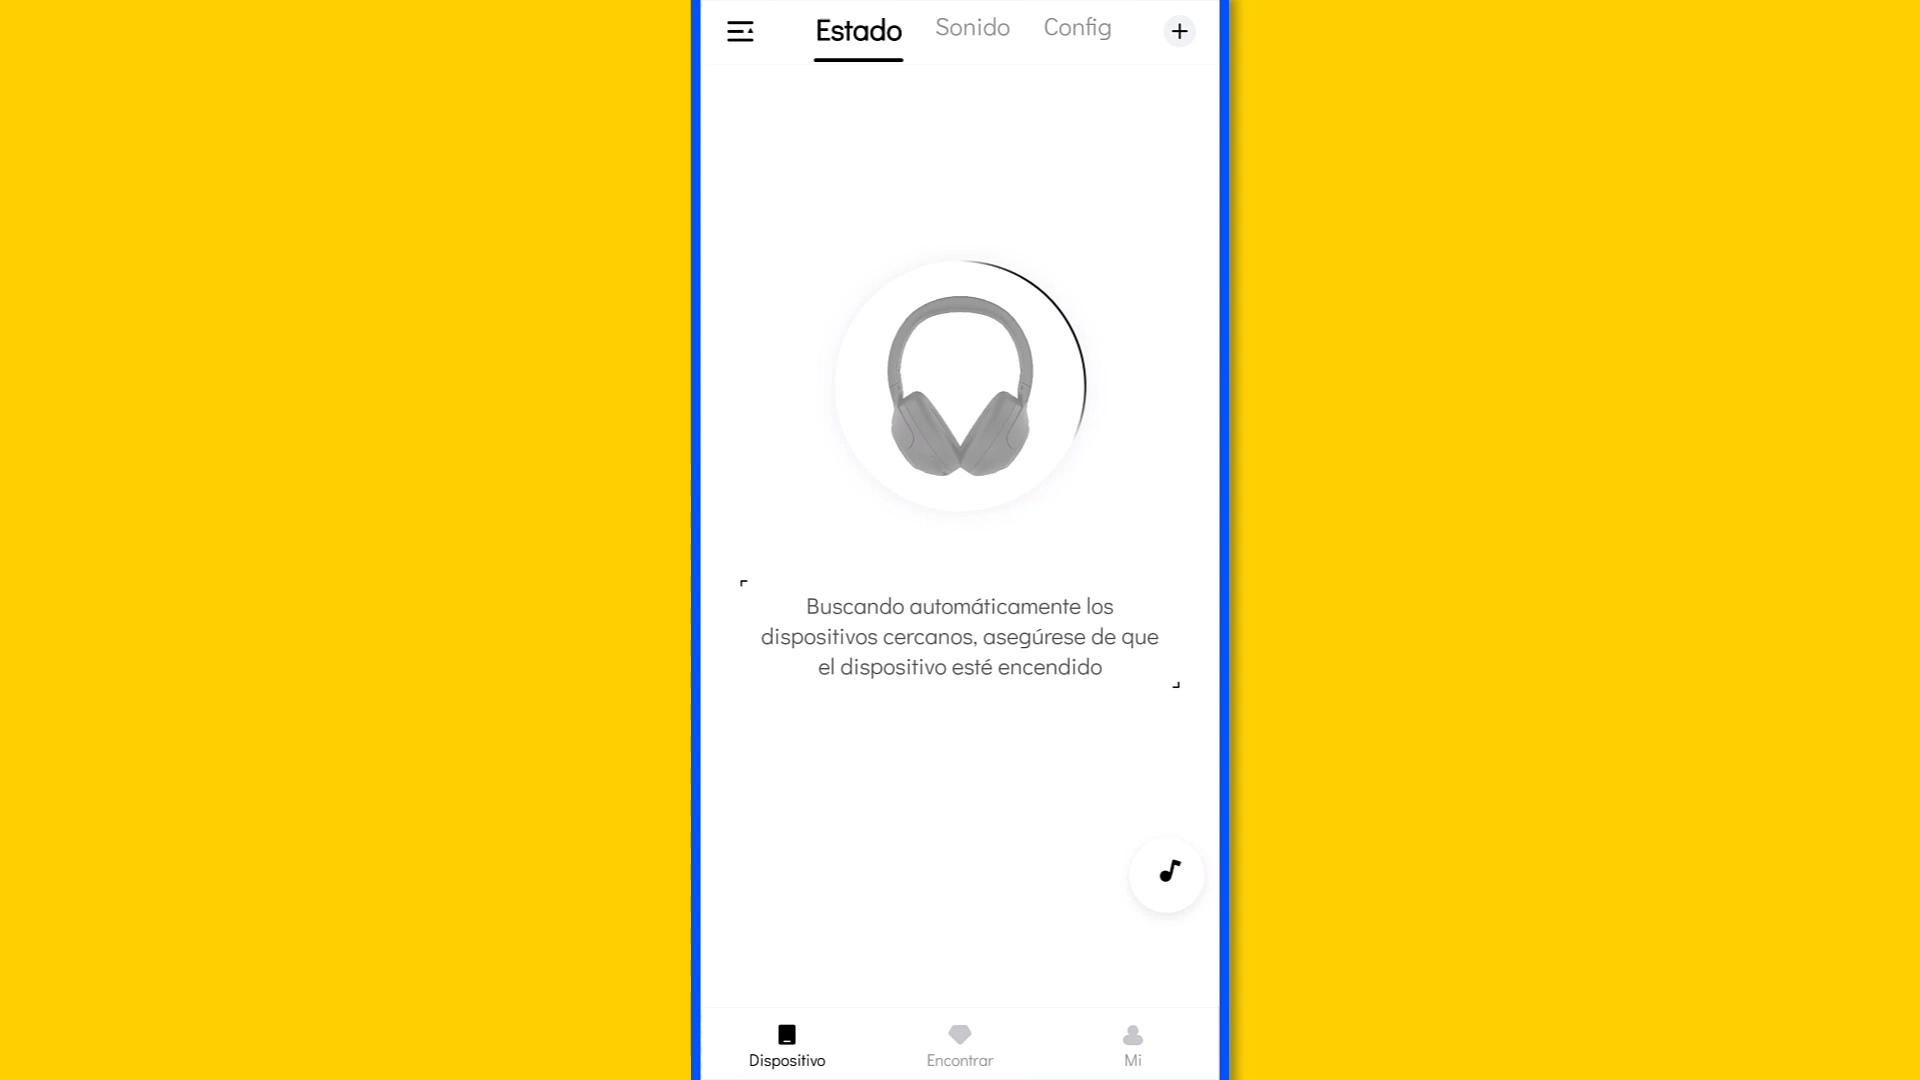 Estado Sonido Config
Buscando automáticamente los
dispositivos cercanos, asegúrese de que
el dispositivo esté encendido
Dispositivo Encontrar Mi